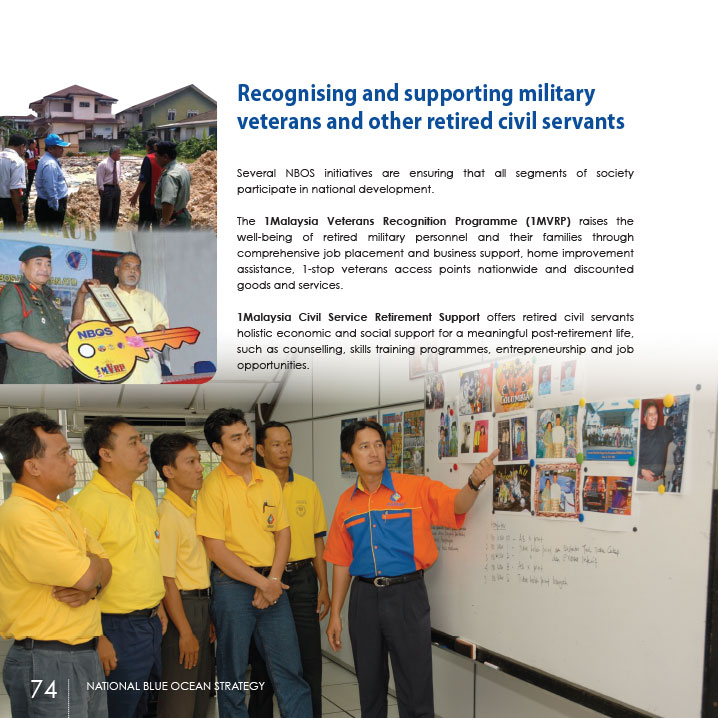 Recognising and supporting military
veterans and other retired civil servants
Several NBOS initiatives are ensuring that all segments of society
participate in national development.
The 1Malaysia Veterans Recognition Programme (1MVRP) raises the
well-being of retired military personnel and their families through
comprehensive job placement and business support, home improvement
assistance, 1-stop veterans access points nationwide and discounted
goods and services.
1Malaysia Civil Service Retirement Support offers retired civil servants
holistic economic and social support for a meaningful post-retirement life,
such as counselling, skills training programmes, entrepreneurship and job
opportunities.
NBOS
1MVRP
74
NATIONAL BLUE OCEAN STRATEGY